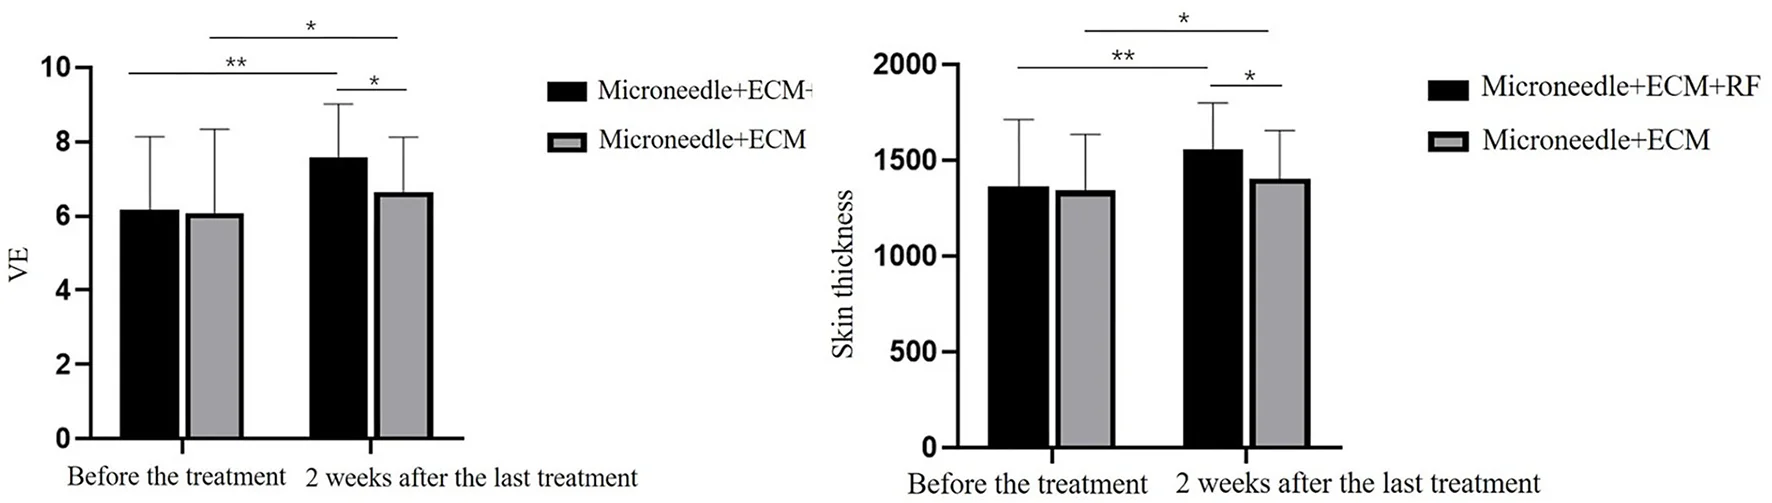 *
**
*
10
8
6
4
2
0
VE
Before the treatment
2 weeks after the last treatment
Microneedle+ECM+
Microneedle+ECM
*
**
*
2000
1500
1000
500
0
Skin thickness
Before the treatment
2 weeks after the last treatment
Microneedle+ECM+RF
Microneedle+ECM